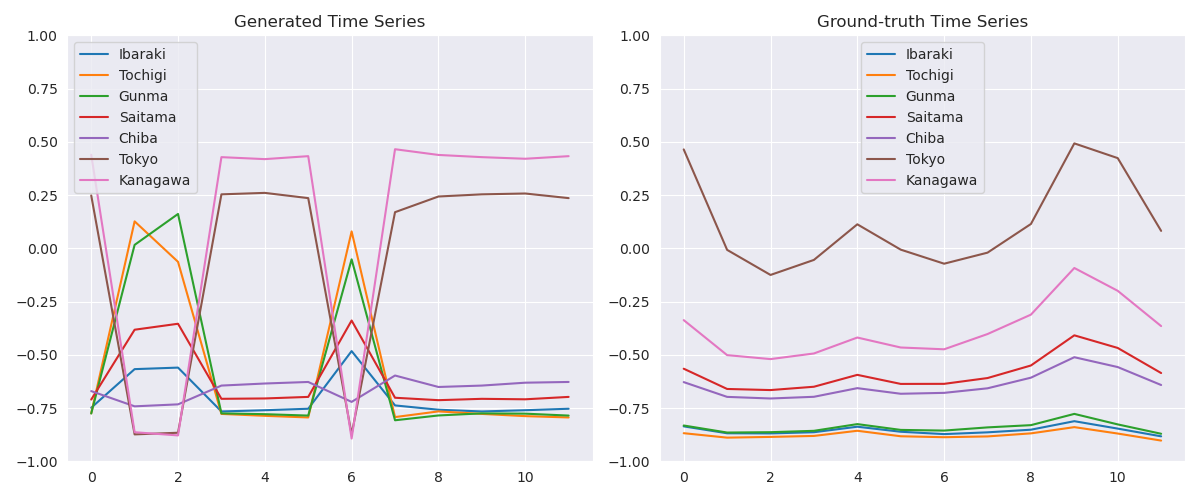 Generated Time Series
1.00
0.75
0.50
0.25
0.00
−0.25
−0.50
−0.75
−1.00
0
2
4
6
8
10
Ibaraki
Tochigi
Gunma
Saitama
Chiba
Tokyo
Kanagawa
Ground-truth Time Series
1.00
0.75
0.50
0.25
0.00
−0.25
−0.50
−0.75
−1.00
0
2
4
6
8
10
Ibaraki
Tochigi
Gunma
Saitama
Chiba
Tokyo
Kanagawa